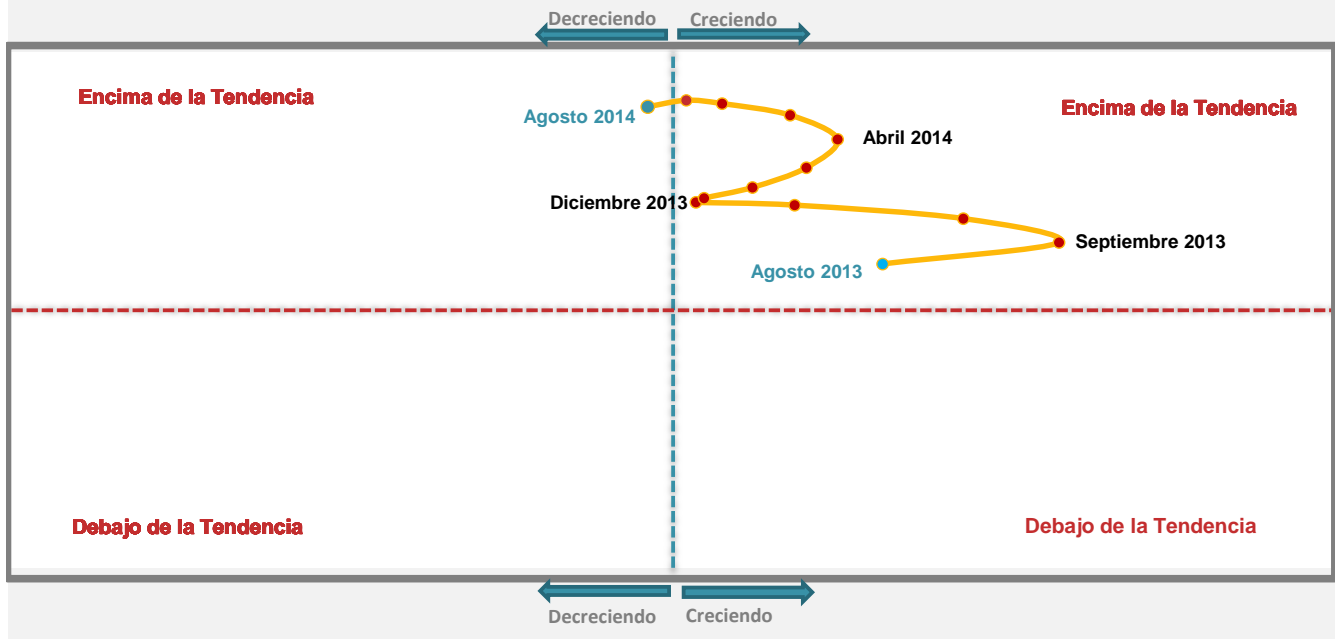 Decreciendo
Creciendo
Encima de la Tendencia
Encima de la Tendencia
Agosto 2014
Abril 2014
Diciembre 2013
Septiembre 2013
Agosto 2013
Debajo de la Tendencia
Debajo de la Tendencia
Decreciendo
Creciendo